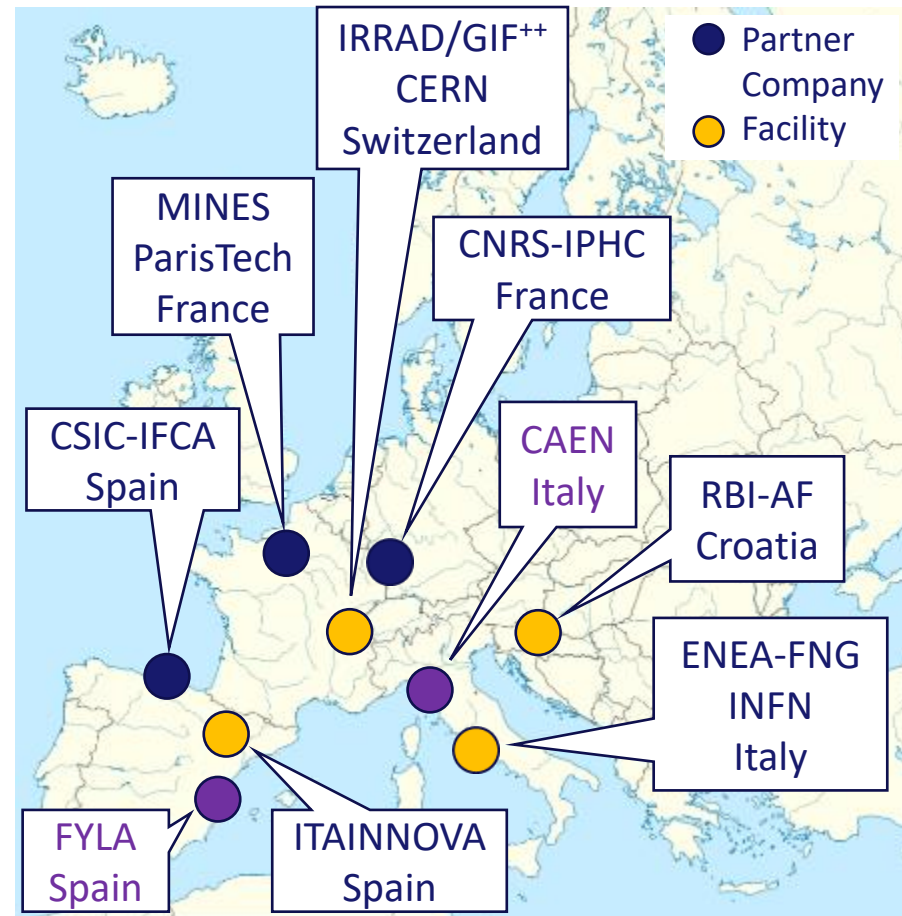 IRRAD/GIF⁺⁺
CERN
Switzerland
Partner
Company
Facility
MINES
ParisTech
France
CNRS-IPHC
France
CSIC-IFCA
Spain
CAEN
Italy
RBI-AF
Croatia
ENEA-FNG
INFN
Italy
FYLA
Spain
ITAINNOVA
Spain